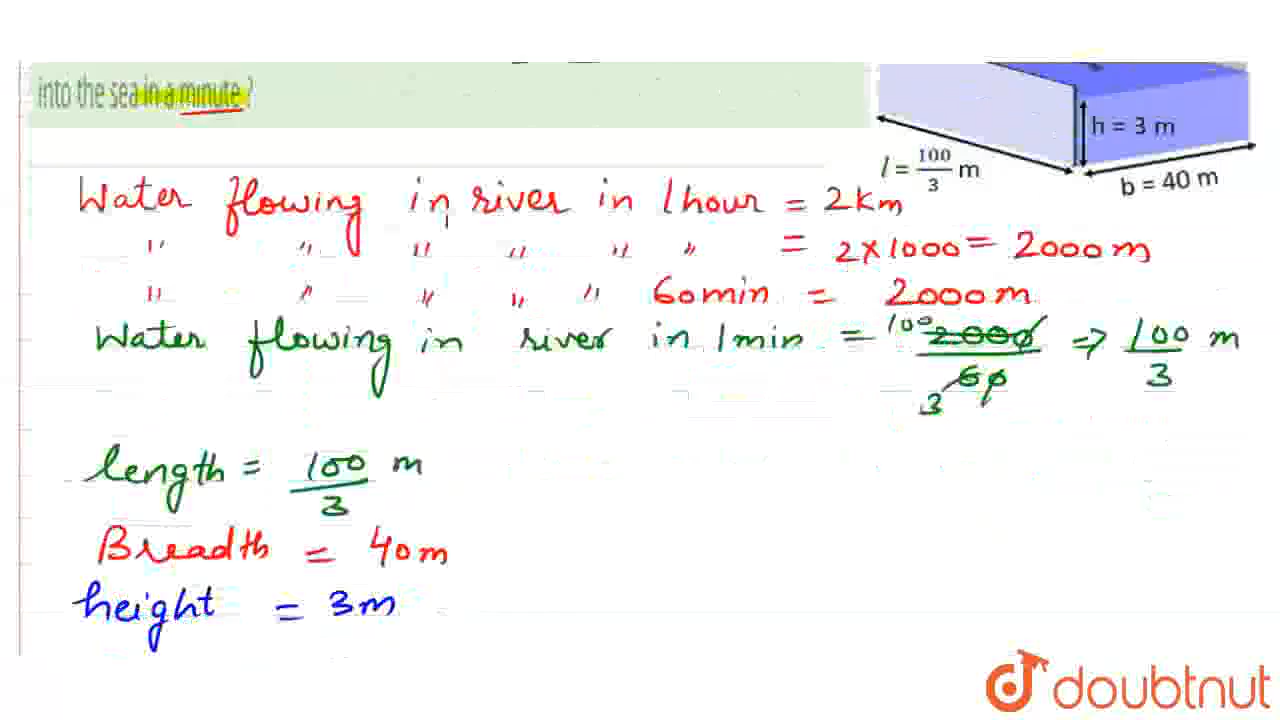 into the sea in a minute ?
h = 3 m
l = 100/3 m
b = 40 m
Water flowing in river in 1 hour = 2 Km
" " " " " " = 2 × 1000 = 2000 m
" " " " " 60 min = 2000 m
Water flowing in river in 1 min = 100 2000/60 3 => 100/3 m
length = 100/3 m
Breadth = 40 m
height = 3 m
doubtnut